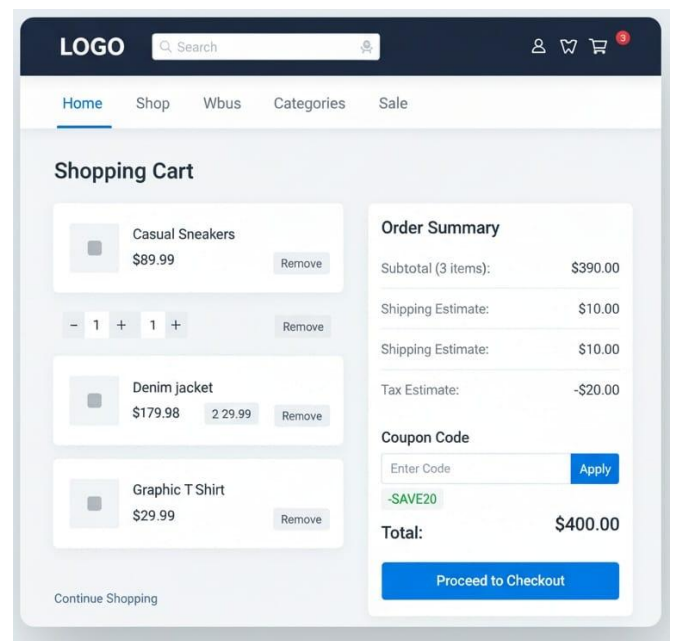 LOGO
Search
3
Home Shop Wbus Categories Sale
Shopping Cart
Casual Sneakers
$89.99
Remove
- 1 + 1 +
Remove
Denim jacket
$179.98 2 29.99 Remove
Graphic T Shirt
$29.99
Remove
Continue Shopping
Order Summary
Subtotal (3 items): $390.00
Shipping Estimate: $10.00
Shipping Estimate: $10.00
Tax Estimate: -$20.00
Coupon Code
Enter Code Apply
-SAVE20
Total: $400.00
Proceed to Checkout